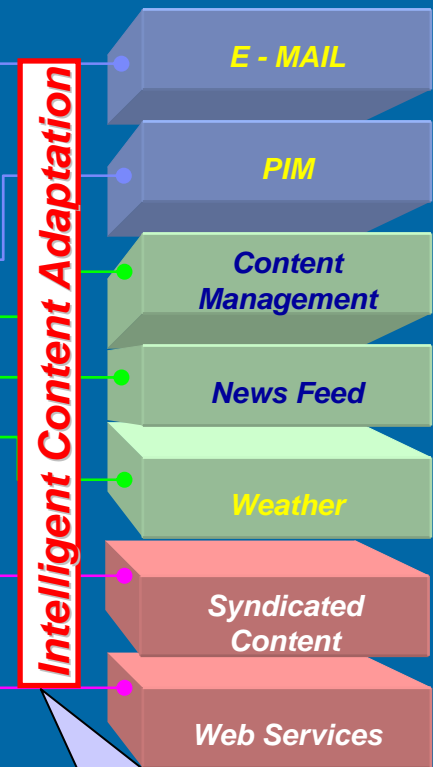 Intelligent Content Adaptation
E - MAIL
PIM
Content
Management
News Feed
Weather
Syndicated
Content
Web Services